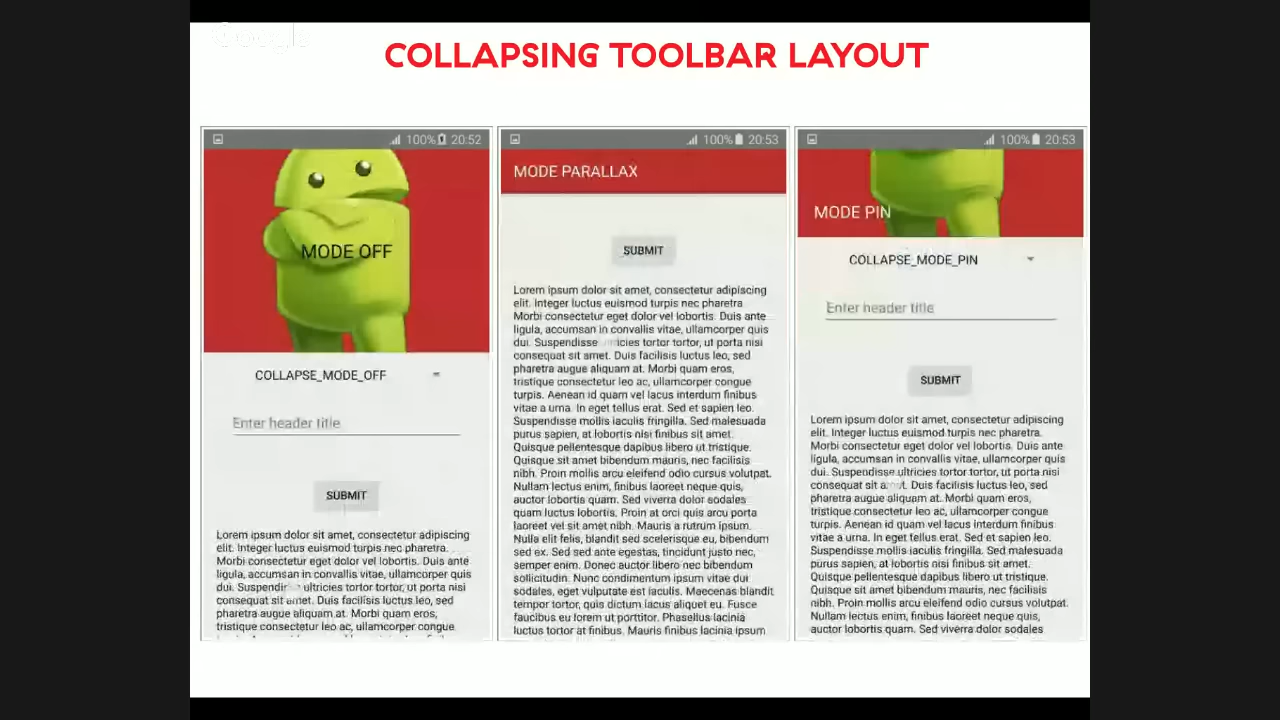 Google
COLLAPSING TOOLBAR LAYOUT
100% 20:52
MODE OFF
COLLAPSE_MODE_OFF
Enter header title
SUBMIT
Lorem ipsum dolor sit amet, consectetur adipiscing
elit. Integer luctus euismod turpis nec pharetra.
Morbi consectetur eget dolor vel lobortis. Duis ante
ligula, accumsan in convallis vitae, ullamcorper quis
dui. Suspendisse ultricies tortor tortor, ut porta nisi
consequat sit amet. Duis facilisis luctus leo, sed
pharetra augue aliquam at. Morbi quam eros,
tristique consectetur leo ac, ullamcorper congue
100% 20:53
MODE PARALLAX
SUBMIT
Lorem ipsum dolor sit amet, consectetur adipiscing
elit. Integer luctus euismod turpis nec pharetra
Morbi consectetur eget dolor vel lobortis. Duis ante
ligula, accumsan in convallis vitae, ullamcorper quis
dui. Suspendisse tortor tortor, ut porta nisi
consequat sit amet. Duis facilisis luctus leo, sed
pharetra augue aliquam at. Morbi quam eros,
tristique consectetur leo ac, ullamcorper congue
turpis. Aenean id quam vitae lorem interdum finibus
vitae a urna. In eget tellus erat. Sed et sapien leo.
Suspendisse mollis iaculis fringilla. Sed malesuada
purus sapien, at lobortis nisi finibus sit amet.
Quisque pellentesque dapibus libero ut tristique.
Quisque sit amet bibendum mauris, nec facilisis
nibh. Proin mollis arcu eleifend odio cursus volutpat.
Nullam lectus enim, finibus laoreet neque quis,
auctor lobortis quam. Sed viverra dolor sodales
quam luctus lobortis. Proin at orci quis arcu porta
laoreet vel sit amet nibh. Mauris a rutrum ipsum.
Nulla elit felis, blandit sed scelerisque eu, bibendum
sed ex. Sed sed ante egestas, tincidunt justo nec,
semper enim. Donec auctor libero nec bibendum
sollicitudin. Nunc condimentum ipsum vitae dui
sodales, eget vulputate est iaculis. Maecenas blandit
tempor tortor, quis dictum lacus aliquet eu. Fusce
faucibus eu lorem ut porttitor. Phasellus lacinia
luctus tortor at finibus. Mauris finibus lacinia ipsum
100% 20:53
MODE PIN
COLLAPSE_MODE_PIN
Enter header title
SUBMIT
Lorem ipsum dolor sit amet, consectetur adipiscing
elit. Integer luctus euismod turpis nec pharetra.
Morbi consectetur eget dolor vel lobortis. Duis ante
ligula, accumsan in convallis vitae, ullamcorper quis
dui. Suspendisse ultricies tortor tortor, ut porta nisi
consequat sit Duis facilisis luctus leo, sed
pharetra augue aliquam at. Morbi quam eros,
tristique consectetur leo ac, ullamcorper congue
turpis. Aenean id quam vitae lorem interdum finibus
vitae a urna. In eget tellus erat. Sed et sapien leo.
Suspendisse mollis iaculis fringilla. Sed malesuada
purus sapien, at lobortis nisi finibus sit amet.
Quisque pellentesque dapibus libero ut tristique.
Quisque sit amet bibendum mauris, nec facilisis
nibh. Proin mollis arcu eleifend odio cursus volutpat.
Nullam lectus enim, finibus laoreet neque quis,
auctor lobortis quam. Sed viverra dolor sodales